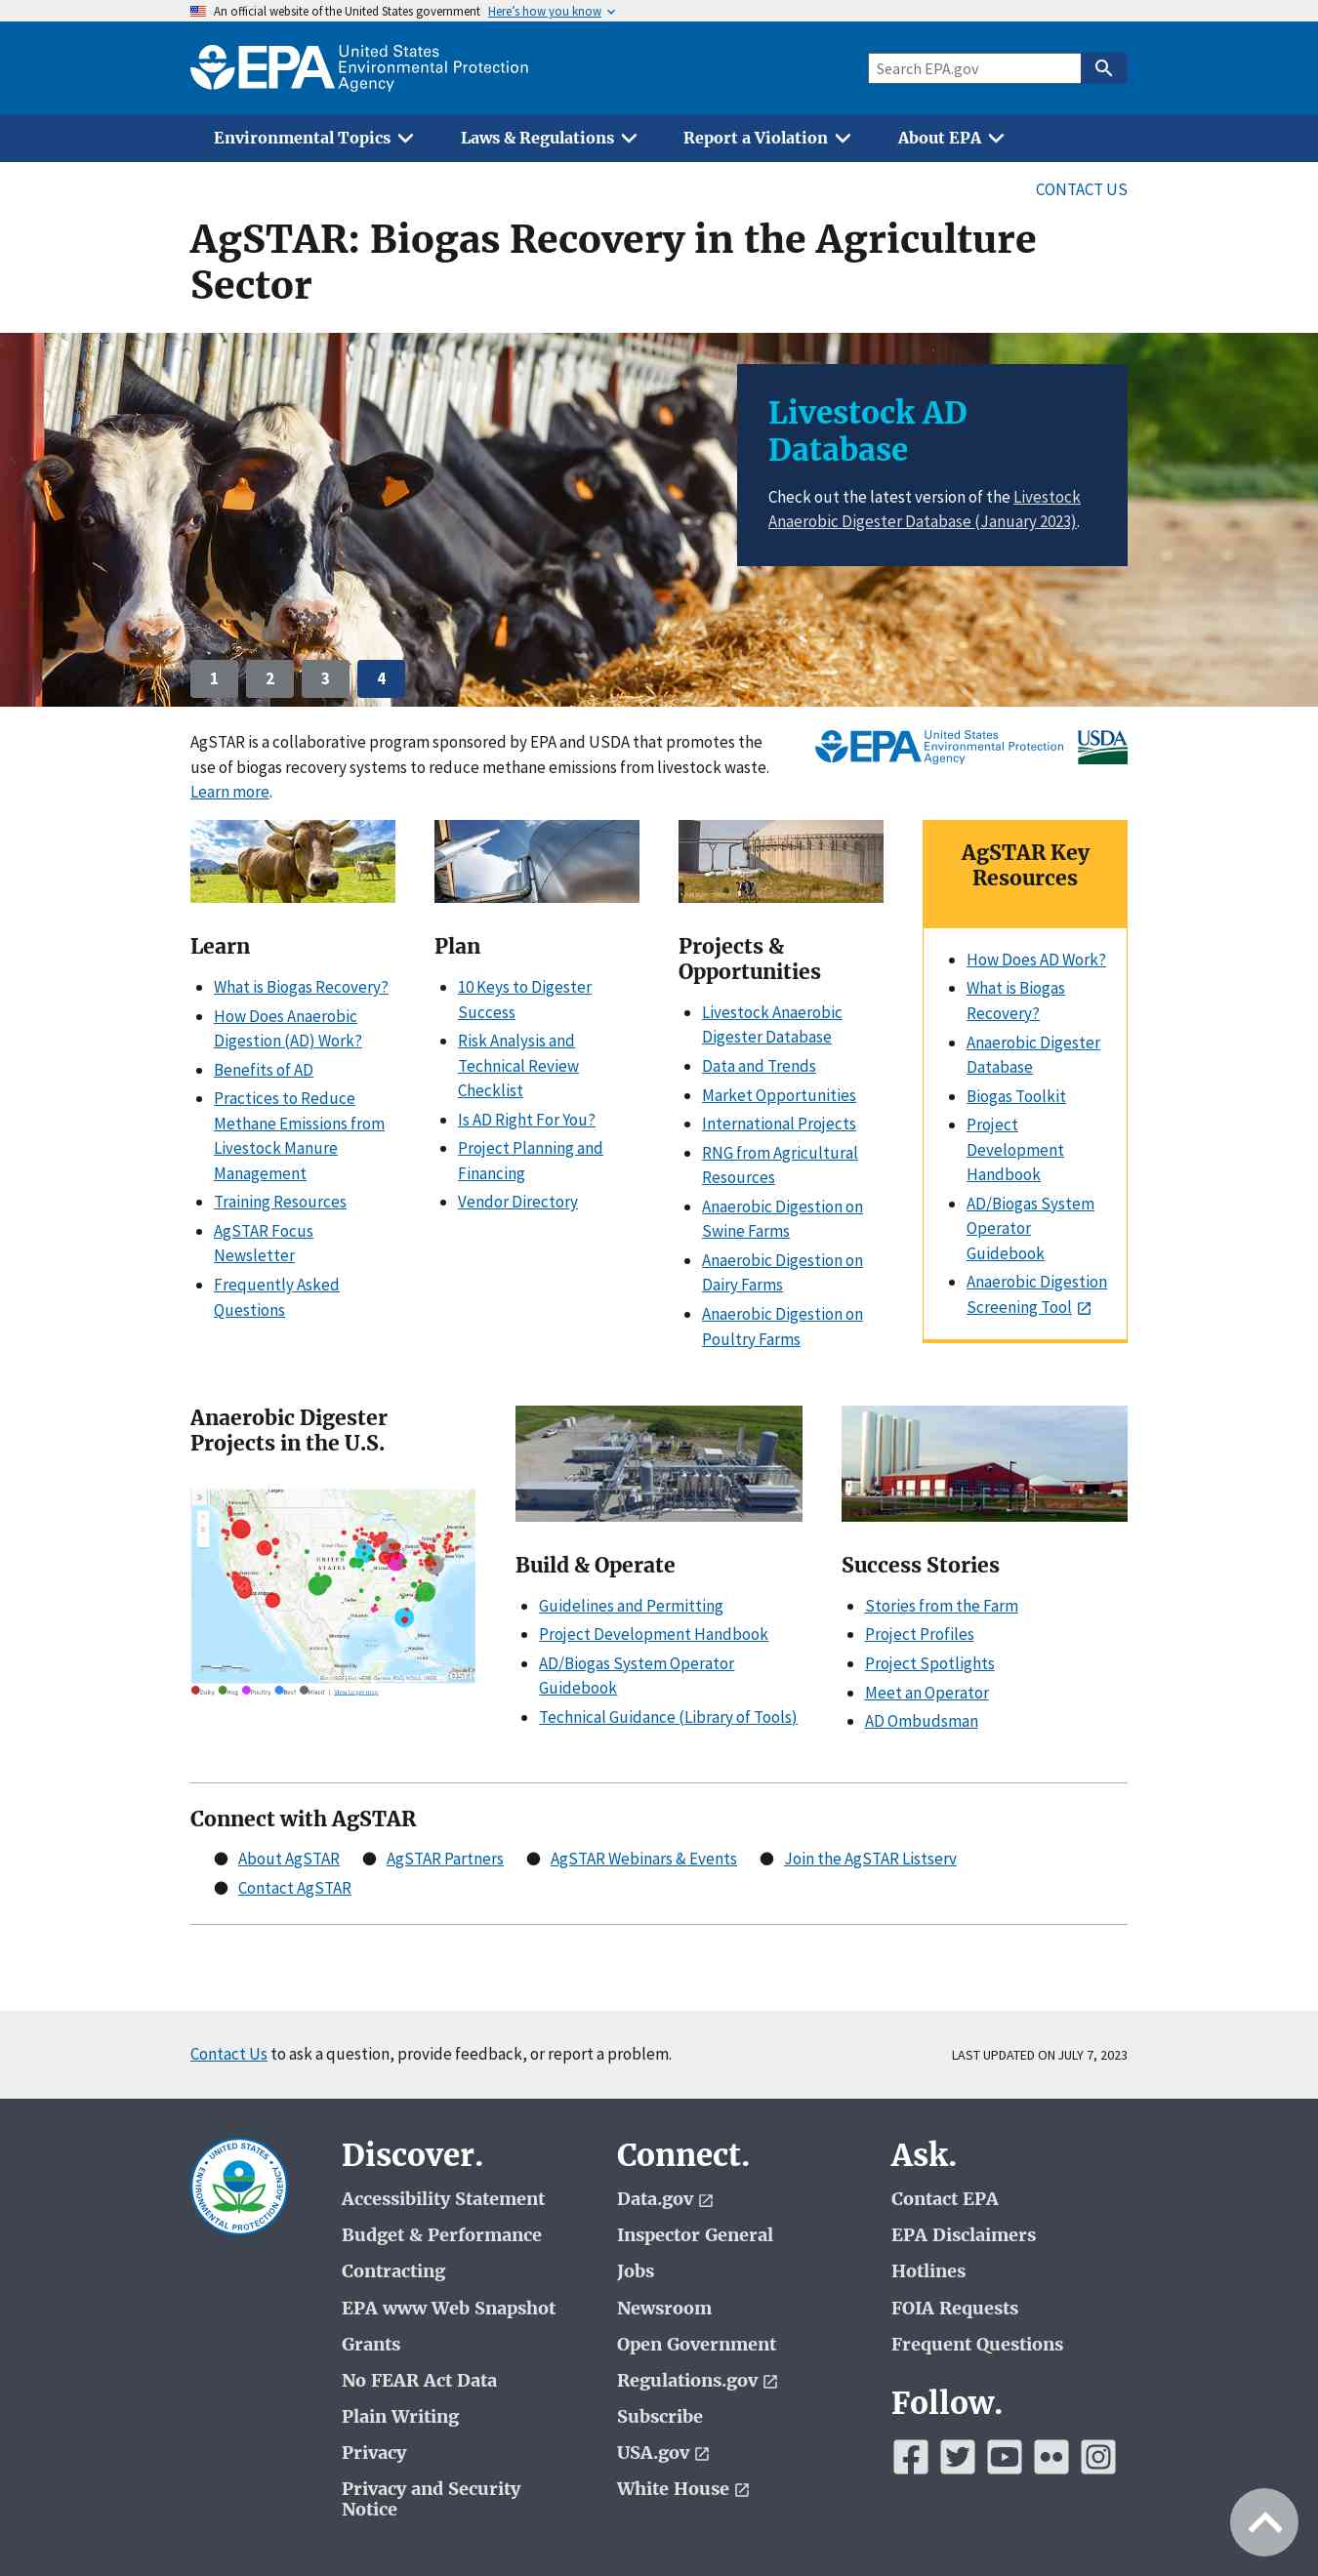 An official website of the United States government Here's how you know
EPA United States
Environmental Protection
Agency
Search EPA.gov
Environmental Topics
Laws & Regulations
Report a Violation
About EPA
CONTACT US
AgSTAR: Biogas Recovery in the Agriculture
Sector
Livestock AD
Database
Check out the latest version of the Livestock
Anaerobic Digester Database (January 2023).
1
2
3
4
AgSTAR is a collaborative program sponsored by EPA and USDA that promotes the
use of biogas recovery systems to reduce methane emissions from livestock waste.
Learn more.
EPA United States
Environmental Protection
Agency
USDA
Learn
What is Biogas Recovery?
How Does Anaerobic
Digestion (AD) Work?
Benefits of AD
Practices to Reduce
Methane Emissions from
Livestock Manure
Management
Training Resources
AgSTAR Focus
Newsletter
Frequently Asked
Questions
Plan
10 Keys to Digester
Success
Risk Analysis and
Technical Review
Checklist
Is AD Right For You?
Project Planning and
Financing
Vendor Directory
Projects &
Opportunities
Livestock Anaerobic
Digester Database
Data and Trends
Market Opportunities
International Projects
RNG from Agricultural
Resources
Anaerobic Digestion on
Swine Farms
Anaerobic Digestion on
Dairy Farms
Anaerobic Digestion on
Poultry Farms
AgSTAR Key
Resources
How Does AD Work?
What is Biogas
Recovery?
Anaerobic Digester
Database
Biogas Toolkit
Project
Development
Handbook
AD/Biogas System
Operator
Guidebook
Anaerobic Digestion
Screening Tool
Anaerobic Digester
Projects in the U.S.
UNITED
STATES
esri
Build & Operate
Guidelines and Permitting
Project Development Handbook
AD/Biogas System Operator
Guidebook
Technical Guidance (Library of Tools)
Success Stories
Stories from the Farm
Project Profiles
Project Spotlights
Meet an Operator
AD Ombudsman
Connect with AgSTAR
About AgSTAR
AgSTAR Partners
AgSTAR Webinars & Events
Join the AgSTAR Listserv
Contact AgSTAR
Contact Us to ask a question, provide feedback, or report a problem.
LAST UPDATED ON JULY 7, 2023
UNITED STATES
ENVIRONMENTAL PROTECTION AGENCY
Discover.
Accessibility Statement
Budget & Performance
Contracting
EPA www Web Snapshot
Grants
No FEAR Act Data
Plain Writing
Privacy
Privacy and Security
Notice
Connect.
Data.gov
Inspector General
Jobs
Newsroom
Open Government
Regulations.gov
Subscribe
USA.gov
White House
Ask.
Contact EPA
EPA Disclaimers
Hotlines
FOIA Requests
Frequent Questions
Follow.